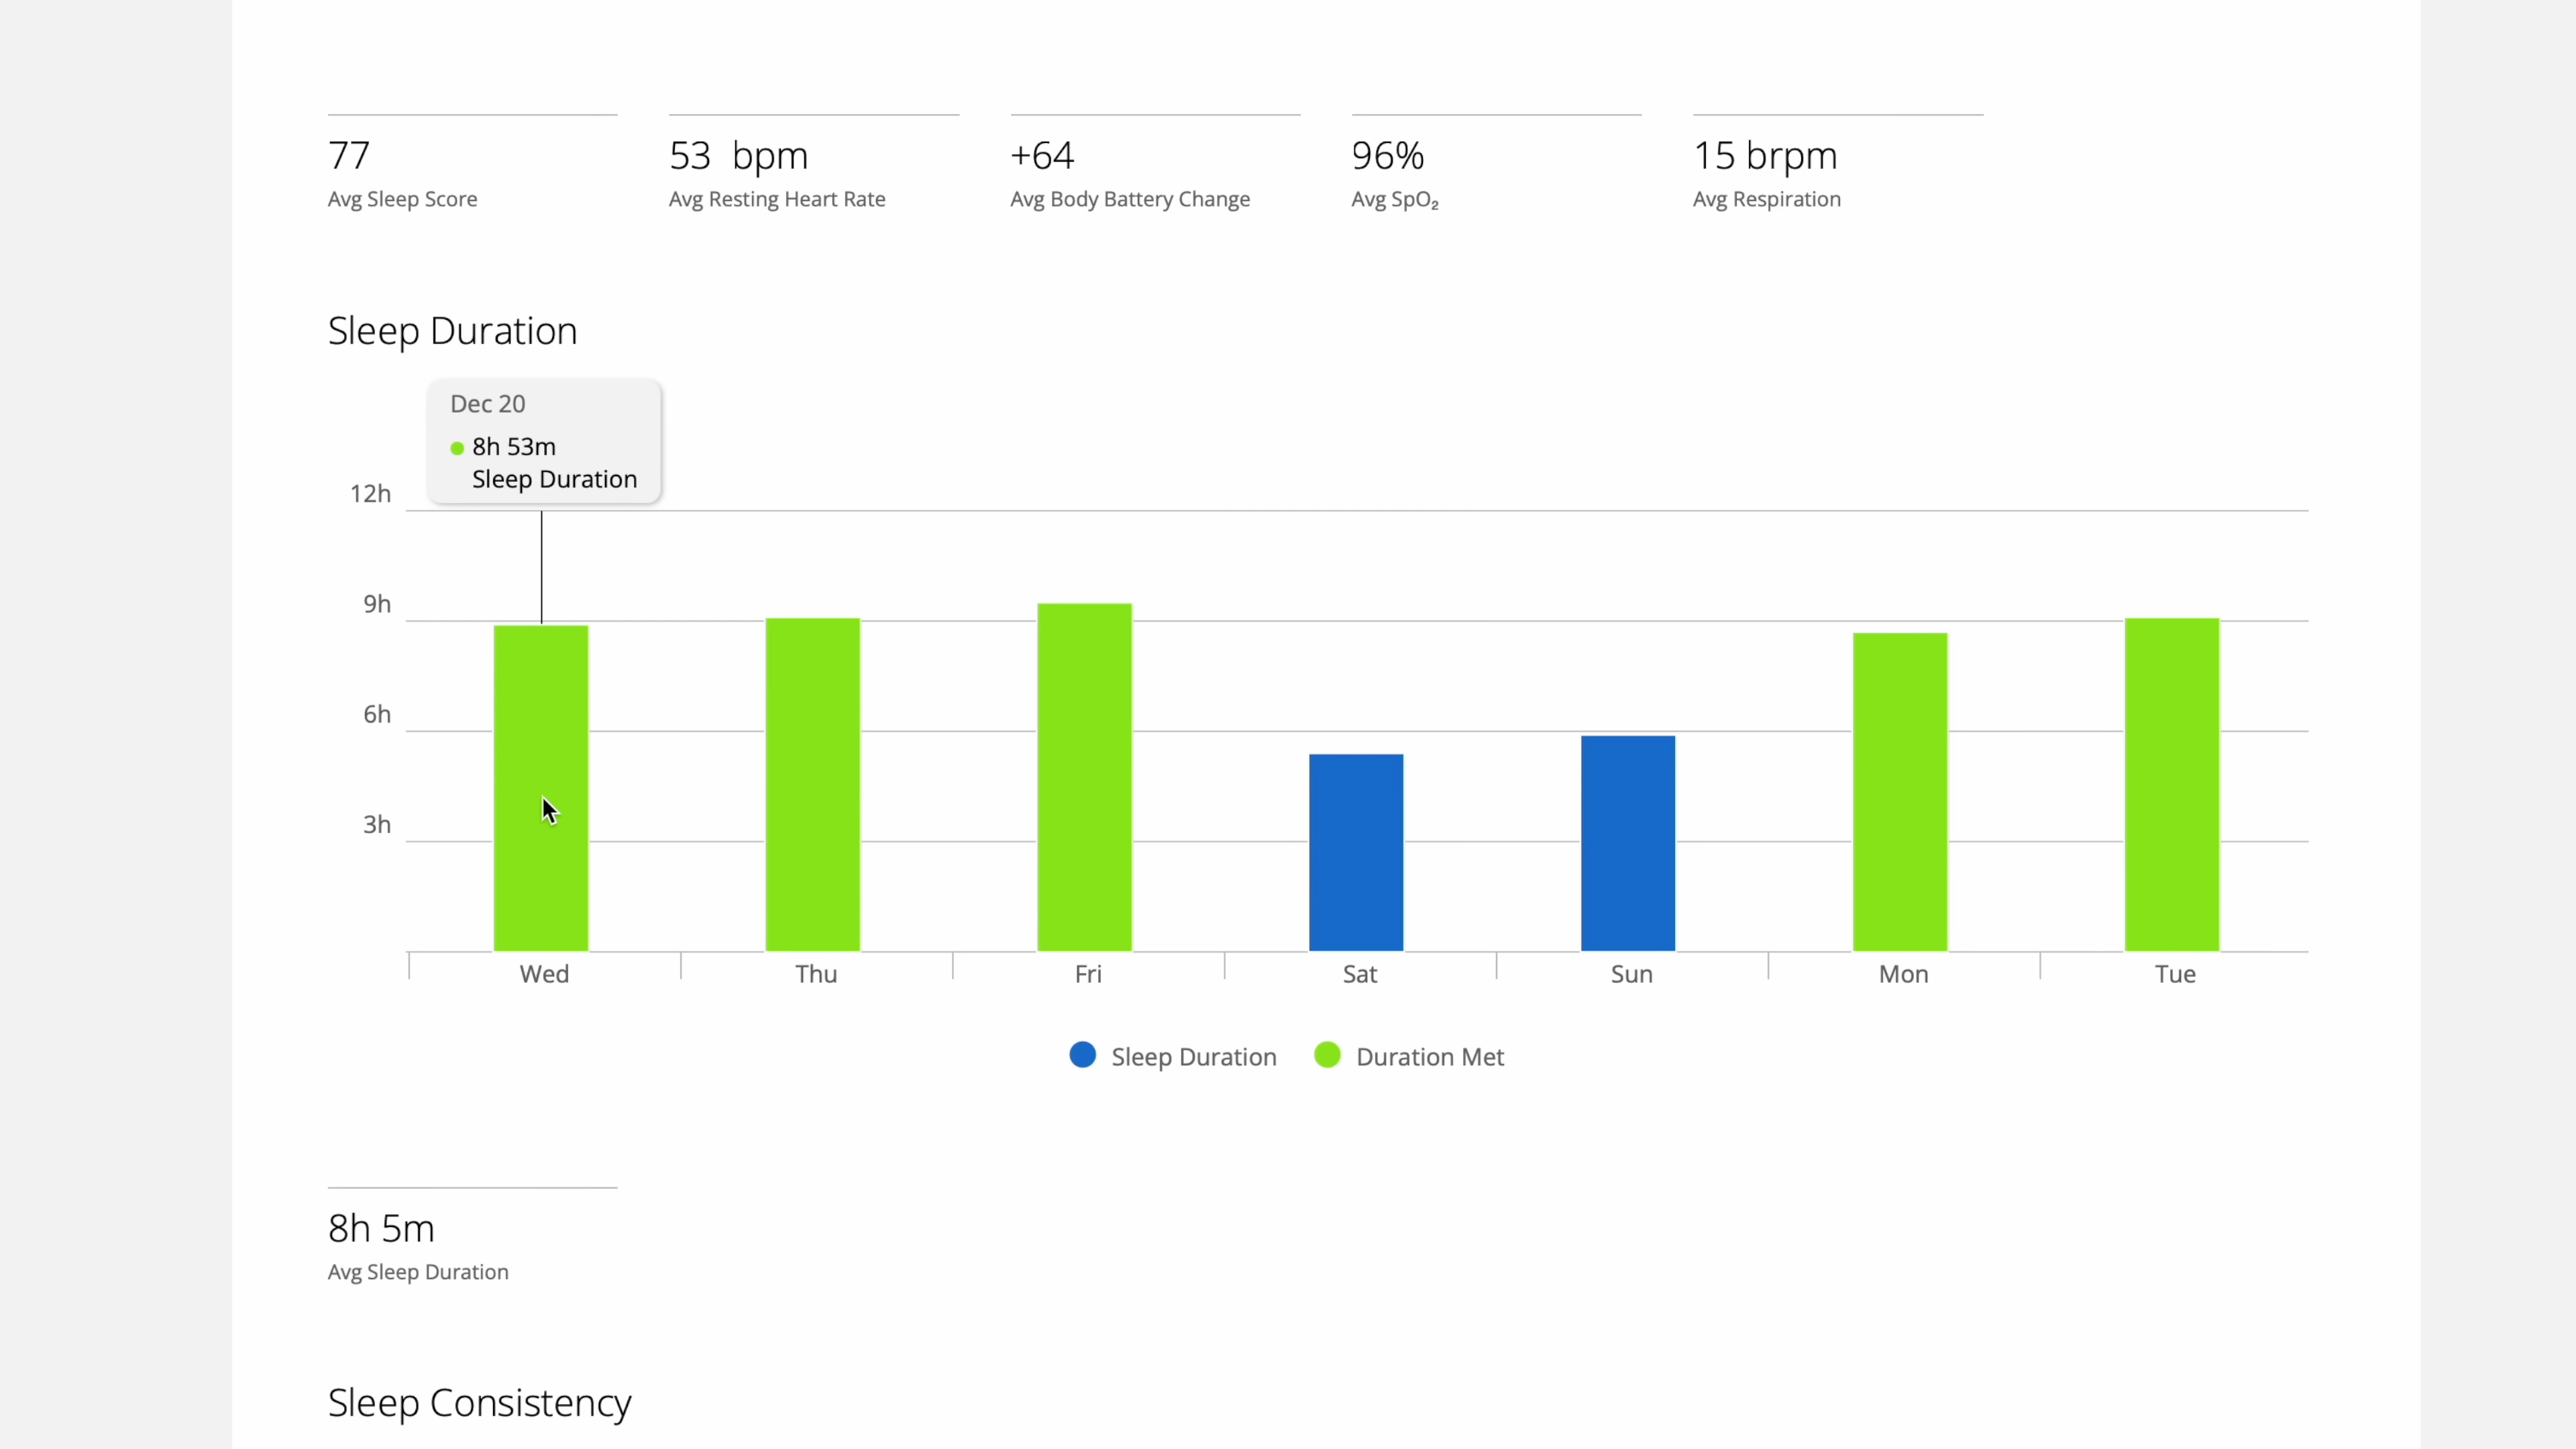 77
Avg Sleep Score
53 bpm
Avg Resting Heart Rate
+64
Avg Body Battery Change
96%
Avg SpO₂
15 brpm
Avg Respiration
Sleep Duration
Dec 20
8h 53m
Sleep Duration
12h
9h
6h
3h
Wed Thu Fri Sat Sun Mon Tue
Sleep Duration Duration Met
8h 5m
Avg Sleep Duration
Sleep Consistency